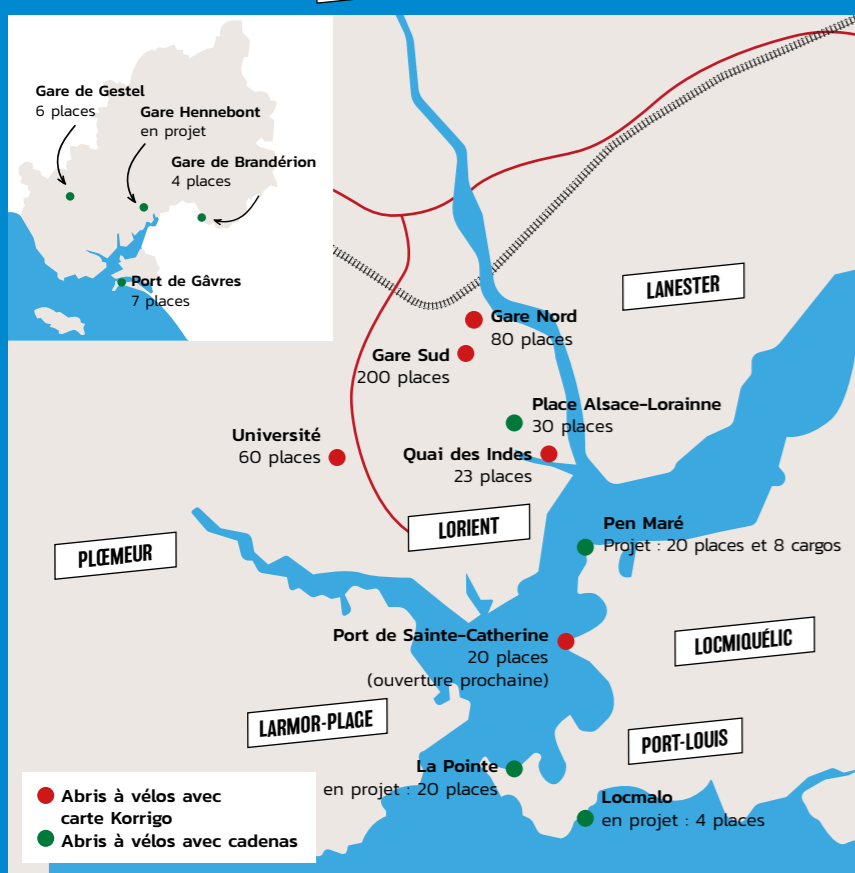 Gare de Gestel
6 places
Gare Hennebont
en projet
Gare de Brandérion
4 places
Port de Gâvres
7 places
LANESTER
Gare Nord
80 places
Gare Sud
200 places
Place Alsace-Lorainne
30 places
Université
60 places
Quai des Indes
23 places
LORIENT
PLŒMEUR
Pen Maré
Projet : 20 places et 8 cargos
Port de Sainte-Catherine
20 places
(ouverture prochaine)
LOCMIQUÉLIC
LARMOR-PLAGE
PORT-LOUIS
La Pointe
en projet : 20 places
Locmalo
en projet : 4 places
Abris à vélos avec
carte Korrigo
Abris à vélos avec cadenas